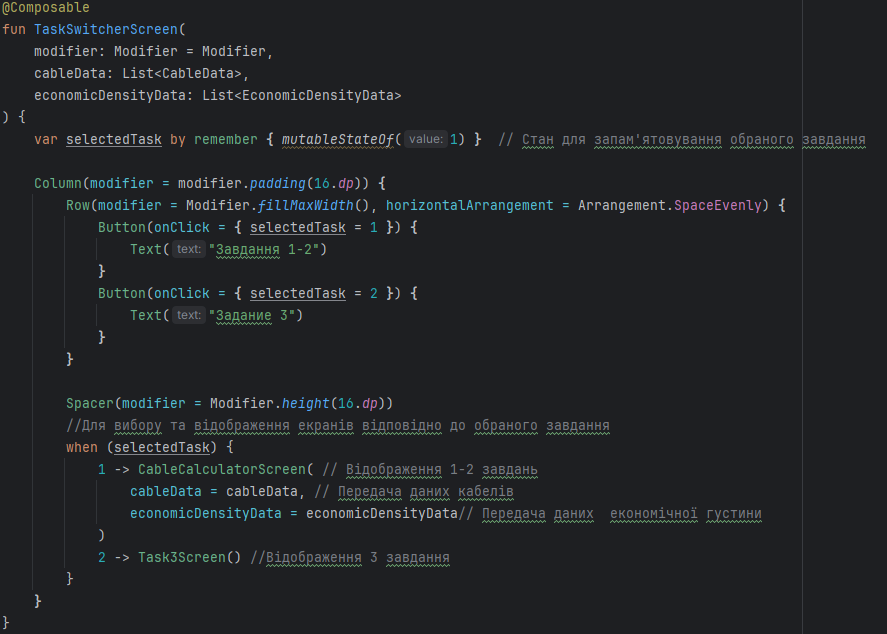 @Composable
fun TaskSwitcherScreen(
    modifier: Modifier = Modifier,
    cableData: List<CableData>,
    economicDensityData: List<EconomicDensityData>
) {
    var selectedTask by remember { mutableStateOf( value: 1) }  // Стан для запам'ятовування обраного завдання
    Column(modifier = modifier.padding(16.dp)) {
        Row(modifier = Modifier.fillMaxWidth(), horizontalArrangement = Arrangement.SpaceEvenly) {
            Button(onClick = { selectedTask = 1 }) {
                Text( text: "Завдання 1-2")
            }
            Button(onClick = { selectedTask = 2 }) {
                Text( text: "Задание 3")
            }
        }
        Spacer(modifier = Modifier.height(16.dp))
        //Для вибору та відображення екранів відповідно до обраного завдання
        when (selectedTask) {
            1 -> CableCalculatorScreen( // Відображення 1-2 завдань
                cableData = cableData, // Передача даних кабелів
                economicDensityData = economicDensityData// Передача даних  економічної густини
            )
            2 -> Task3Screen() //Відображення 3 завдання
        }
    }
}